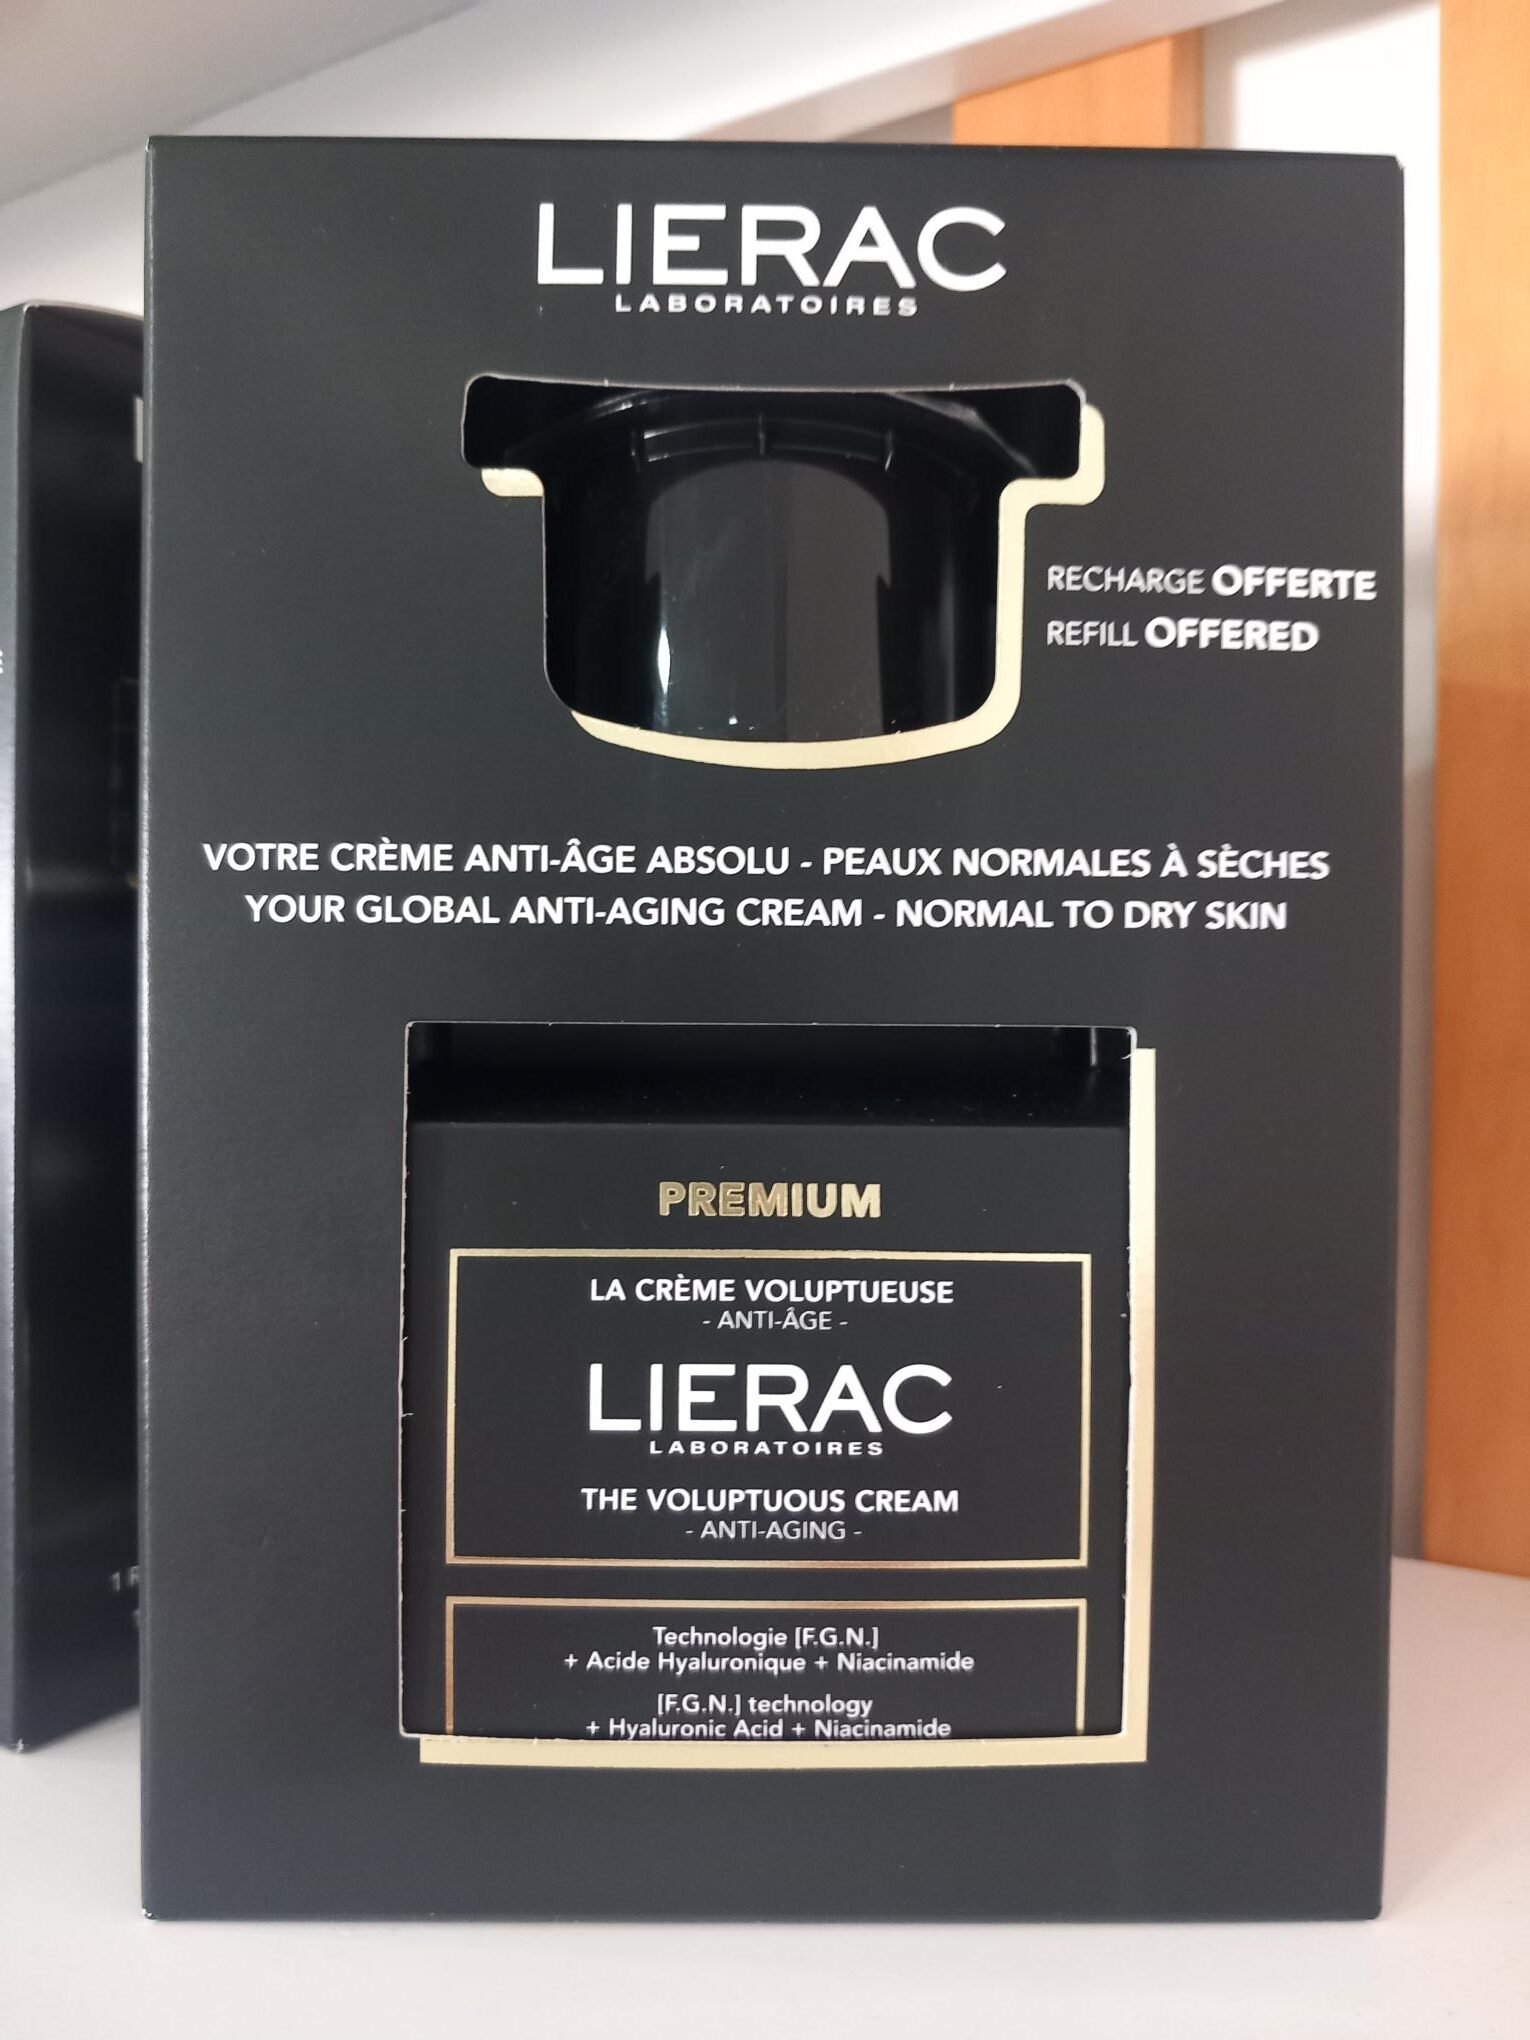 LIERAC
LABORATOIRES
RECHARGE OFFERTE
REFILL OFFERED
VOTRE CRÈME ANTI-ÂGE ABSOLU - PEAUX NORMALES À SÈCHES
YOUR GLOBAL ANTI-AGING CREAM - NORMAL TO DRY SKIN
PREMIUM
LA CRÈME VOLUPTUEUSE
- ANTI-ÂGE -
LIERAC
LABORATOIRES
THE VOLUPTUOUS CREAM
- ANTI-AGING -
Technologie [F.G.N.]
+ Acide Hyaluronique + Niacinamide
[F.G.N.] technology
+ Hyaluronic Acid + Niacinamide